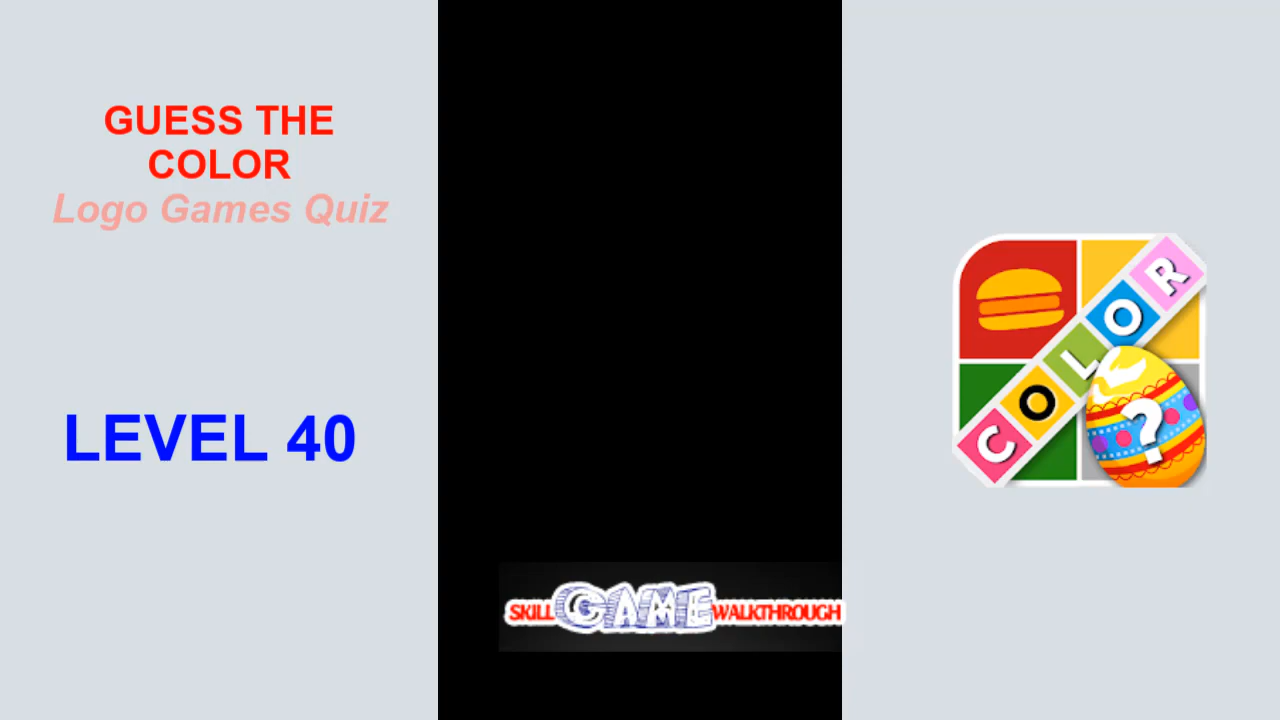 GUESS THE
COLOR
Logo Games Quiz
LEVEL 40
COLOR
?
SKILL GAME WALKTHROUGH